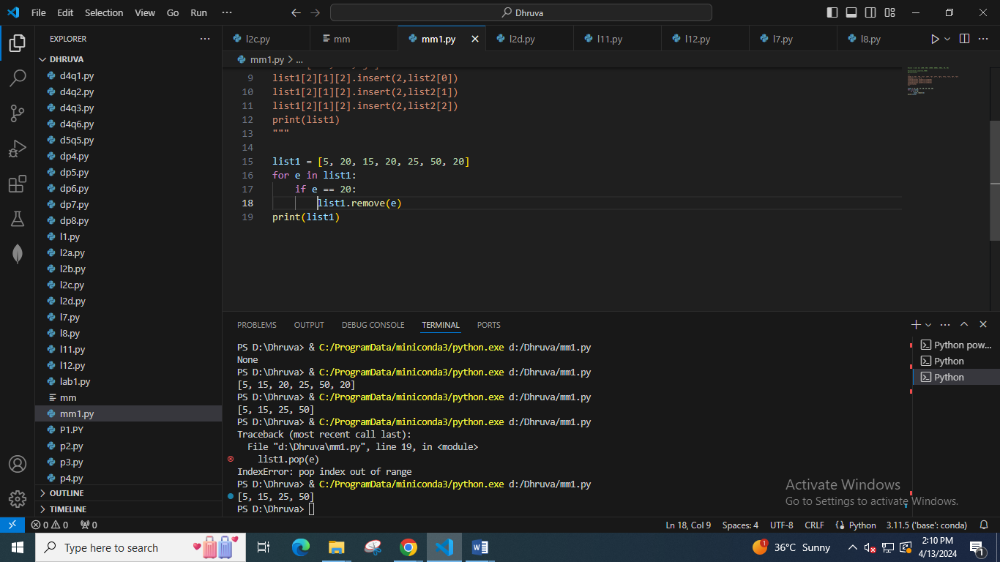 File Edit Selection View Go Run ··· Dhruva
EXPLORER ···
DHRUVA
d4q1.py
d4q2.py
d4q3.py
d4q6.py
d5q5.py
dp4.py
dp5.py
dp6.py
dp7.py
dp8.py
l1.py
l2a.py
l2b.py
l2c.py
l2d.py
l7.py
l8.py
l11.py
l12.py
lab1.py
mm
mm1.py
P1.PY
p2.py
p3.py
p4.py
OUTLINE
TIMELINE
l2c.py mm mm1.py l2d.py l11.py l12.py l7.py l8.py
mm1.py > ...
9 list1[2][1][2].insert(2,list2[0])
10 list1[2][1][2].insert(2,list2[1])
11 list1[2][1][2].insert(2,list2[2])
12 print(list1)
13 """
14
15 list1 = [5, 20, 15, 20, 25, 50, 20]
16 for e in list1:
17 if e == 20:
18 list1.remove(e)
19 print(list1)
PROBLEMS OUTPUT DEBUG CONSOLE TERMINAL PORTS
PS D:\Dhruva> & C:/ProgramData/miniconda3/python.exe d:/Dhruva/mm1.py
None
PS D:\Dhruva> & C:/ProgramData/miniconda3/python.exe d:/Dhruva/mm1.py
[5, 15, 20, 25, 50, 20]
PS D:\Dhruva> & C:/ProgramData/miniconda3/python.exe d:/Dhruva/mm1.py
[5, 15, 25, 50]
PS D:\Dhruva> & C:/ProgramData/miniconda3/python.exe d:/Dhruva/mm1.py
Traceback (most recent call last):
File "d:\Dhruva\mm1.py", line 19, in <module>
list1.pop(e)
IndexError: pop index out of range
PS D:\Dhruva> & C:/ProgramData/miniconda3/python.exe d:/Dhruva/mm1.py
[5, 15, 25, 50]
PS D:\Dhruva>
Python pow...
Python
Python
Activate Windows
Go to Settings to activate Windows.
0 0 0 Ln 18, Col 9 Spaces: 4 UTF-8 CRLF Python 3.11.5 ('base': conda)
Type here to search 1 36°C Sunny 2:10 PM
4/13/2024 1